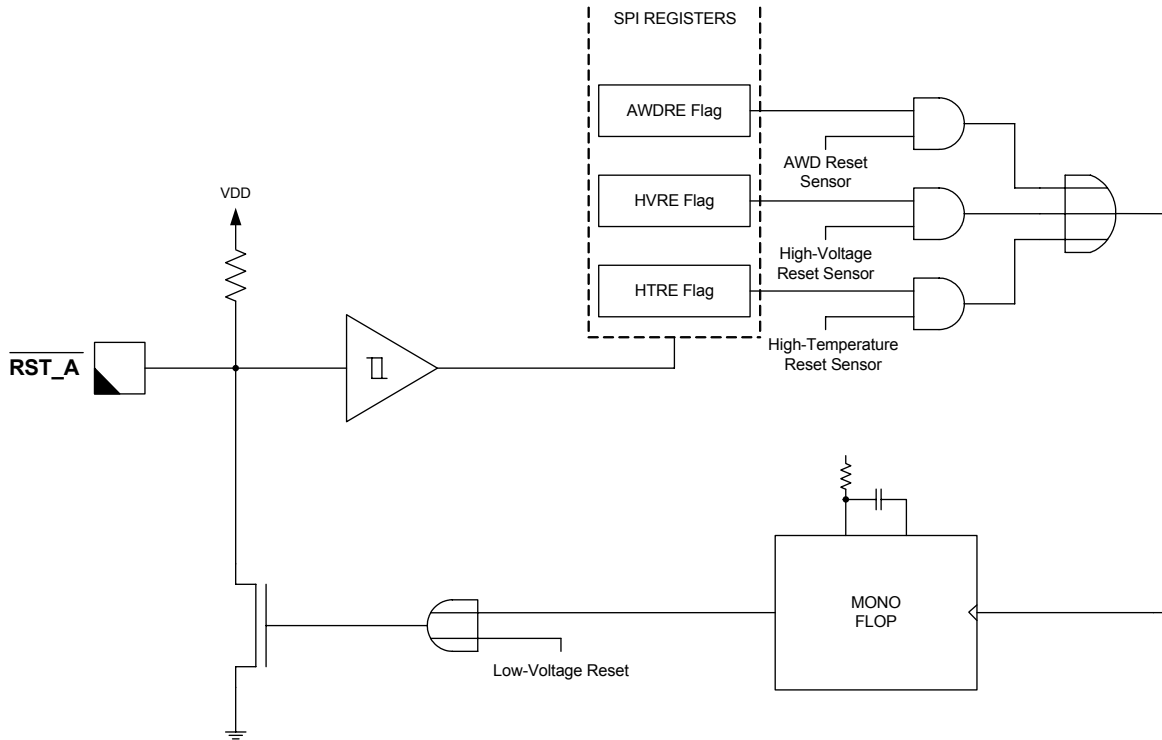 SPI REGISTERS
AWDRE Flag
AWD Reset
Sensor
HVRE Flag
High-Voltage
Reset Sensor
HTRE Flag
High-Temperature
Reset Sensor
VDD
RST_A
MONO
FLOP
Low-Voltage Reset